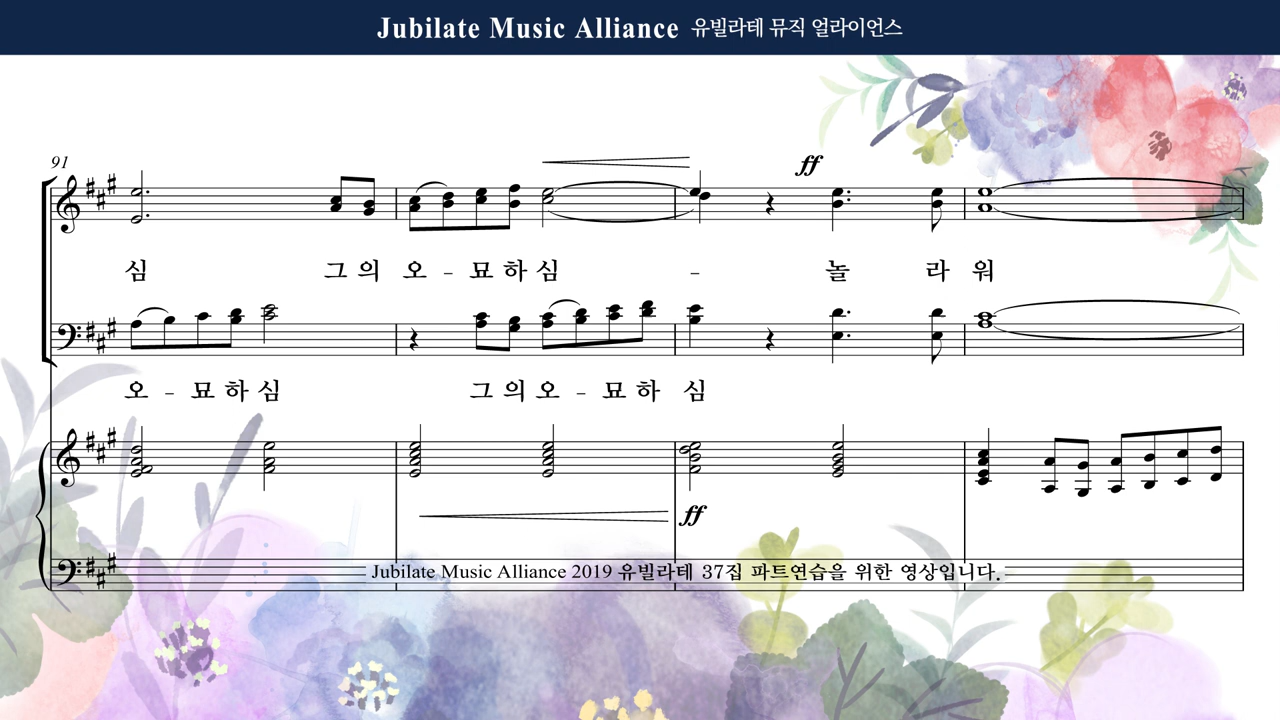 Jubilate Music Alliance 유빌라테 뮤직 얼라이언스
91
ff
심 그 의 오 - 묘 하 심 - 놀 라 워
오 - 묘 하 심 그 의 오 - 묘 하 심
ff
Jubilate Music Alliance 2019 유빌라테 37집 파트연습을 위한 영상입니다.